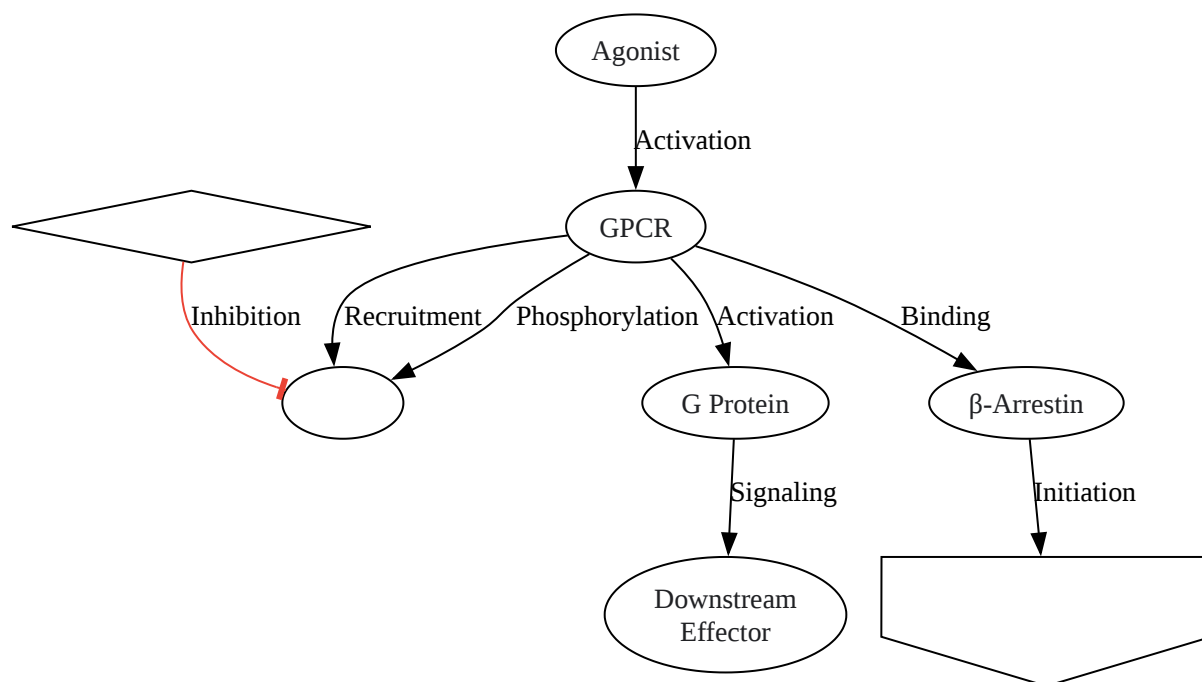 Agonist
Activation
GPCR
Inhibition
Recruitment
Phosphorylation
Activation
Binding
G Protein
β-Arrestin
Signaling
Initiation
Downstream
Effector